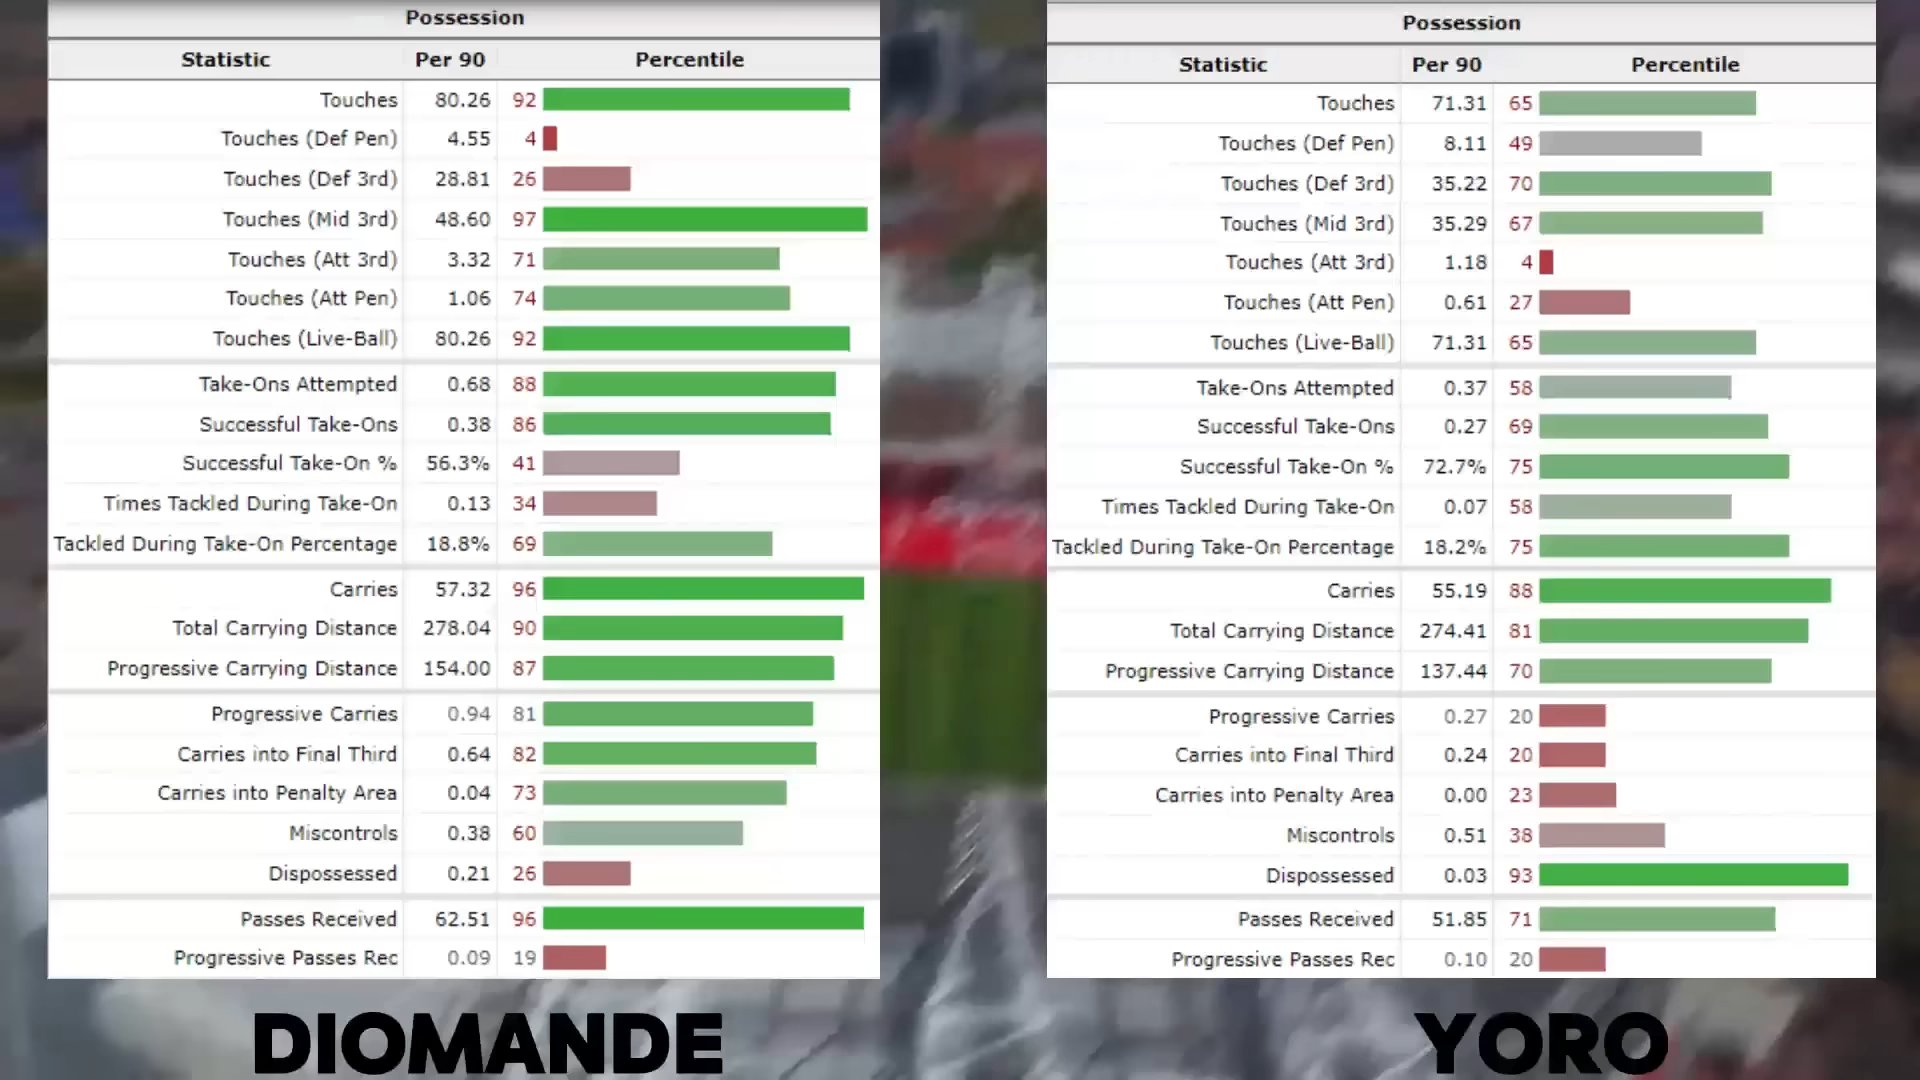 Possession
Statistic Per 90 Percentile
Touches 80.26 92
Touches (Def Pen) 4.55 4
Touches (Def 3rd) 28.81 26
Touches (Mid 3rd) 48.60 97
Touches (Att 3rd) 3.32 71
Touches (Att Pen) 1.06 74
Touches (Live-Ball) 80.26 92
Take-Ons Attempted 0.68 88
Successful Take-Ons 0.38 86
Successful Take-On % 56.3% 41
Times Tackled During Take-On 0.13 34
Tackled During Take-On Percentage 18.8% 69
Carries 57.32 96
Total Carrying Distance 278.04 90
Progressive Carrying Distance 154.00 87
Progressive Carries 0.94 81
Carries into Final Third 0.64 82
Carries into Penalty Area 0.04 73
Miscontrols 0.38 60
Dispossessed 0.21 26
Passes Received 62.51 96
Progressive Passes Rec 0.09 19
DIOMANDE
Possession
Statistic Per 90 Percentile
Touches 71.31 65
Touches (Def Pen) 8.11 49
Touches (Def 3rd) 35.22 70
Touches (Mid 3rd) 35.29 67
Touches (Att 3rd) 1.18 4
Touches (Att Pen) 0.61 27
Touches (Live-Ball) 71.31 65
Take-Ons Attempted 0.37 58
Successful Take-Ons 0.27 69
Successful Take-On % 72.7% 75
Times Tackled During Take-On 0.07 58
Tackled During Take-On Percentage 18.2% 75
Carries 55.19 88
Total Carrying Distance 274.41 81
Progressive Carrying Distance 137.44 70
Progressive Carries 0.27 20
Carries into Final Third 0.24 20
Carries into Penalty Area 0.00 23
Miscontrols 0.51 38
Dispossessed 0.03 93
Passes Received 51.85 71
Progressive Passes Rec 0.10 20
YORO